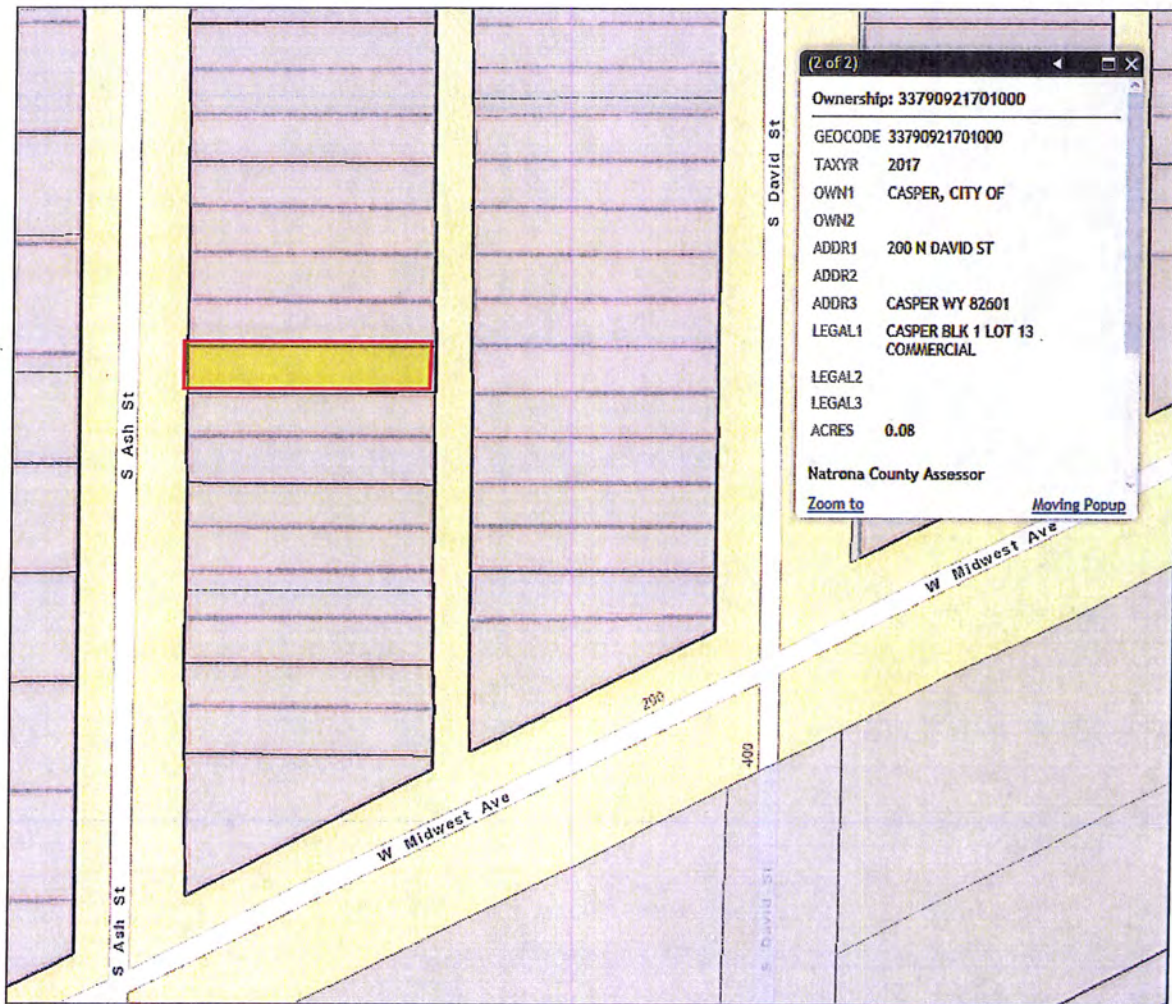 (2 of 2)
Ownership: 33790921701000
GEOCODE 33790921701000
TAXYR 2017
OWN1 CASPER, CITY OF
OWN2
ADDR1 200 N DAVID ST
ADDR2
ADDR3 CASPER WY 82601
LEGAL1 CASPER BLK 1 LOT 13
COMMERCIAL
LEGAL2
LEGAL3
ACRES 0.08
Natrona County Assessor
Zoom to Moving Popup
S David St
S Ash St
W Midwest Ave
200
400
W Midwest Ave
S Ash St
S David St